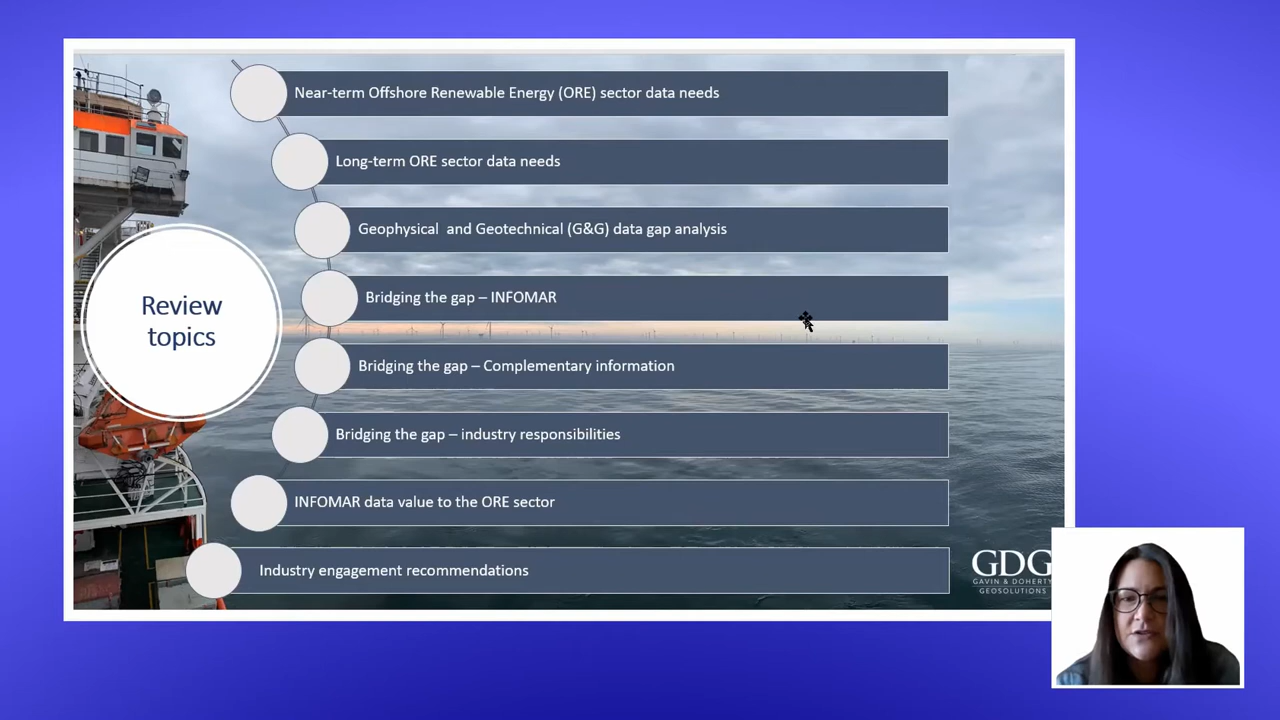 Near-term Offshore Renewable Energy (ORE) sector data needs
Long-term ORE sector data needs
Geophysical and Geotechnical (G&G) data gap analysis
Review
topics
Bridging the gap – INFOMAR
Bridging the gap – Complementary information
Bridging the gap – industry responsibilities
INFOMAR data value to the ORE sector
Industry engagement recommendations
GDG
GAVIN & DOHERTY
GEOSOLUTIONS